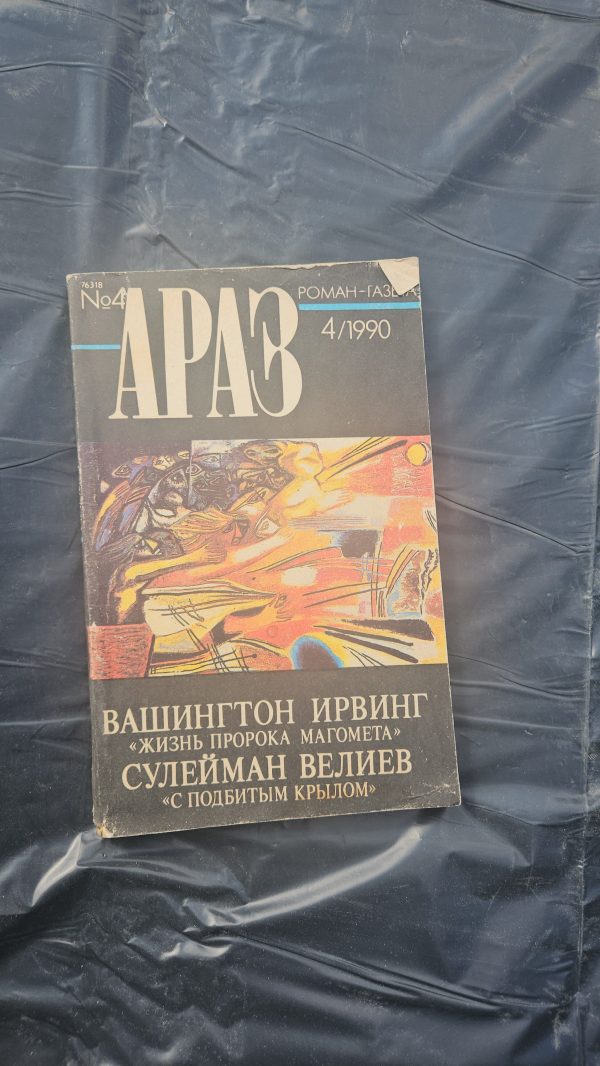 76318
№4
АРАЗ
РОМАН-ГАЗЕТА
4/1990
ВАШИНГТОН ИРВИНГ
«ЖИЗНЬ ПРОРОКА МАГОМЕТА»
СУЛЕЙМАН ВЕЛИЕВ
«С ПОДБИТЫМ КРЫЛОМ»